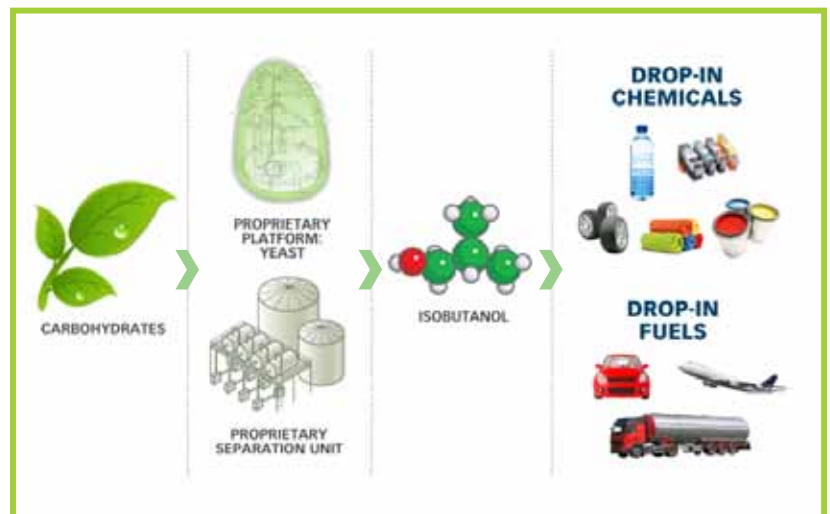 CARBOHYDRATES
PROPRIETARY
PLATFORM:
YEAST
PROPRIETARY
SEPARATION UNIT
ISOBUTANOL
DROP-IN
CHEMICALS
DROP-IN
FUELS